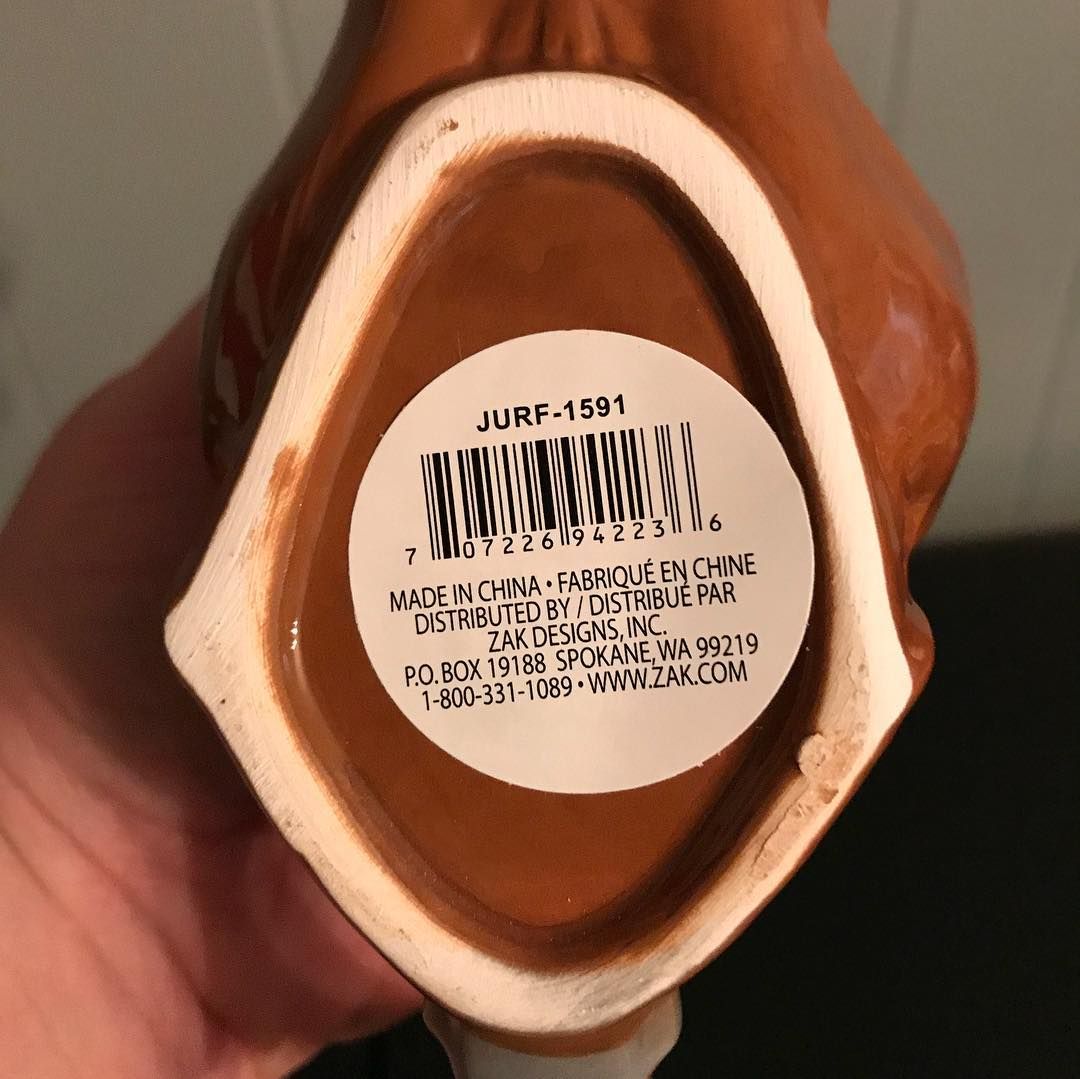 JURF-1591
7 07226 94223 6
MADE IN CHINA • FABRIQUÉ EN CHINE
DISTRIBUTED BY / DISTRIBUÉ PAR
ZAK DESIGNS, INC.
P.O. BOX 19188 SPOKANE, WA 99219
1-800-331-1089 • WWW.ZAK.COM